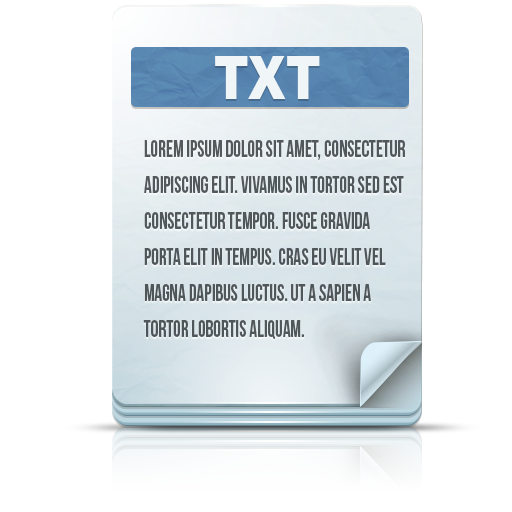 TXT
LOREM IPSUM DOLOR SIT AMET, CONSECTETUR
ADIPISCING ELIT. VIVAMUS IN TORTOR SED EST
CONSECTETUR TEMPOR. FUSCE GRAVIDA
PORTA ELIT IN TEMPUS. CRAS EU VELIT VEL
MAGNA DAPIBUS LUCTUS. UT A SAPIEN A
TORTOR LOBORTIS ALIQUAM.